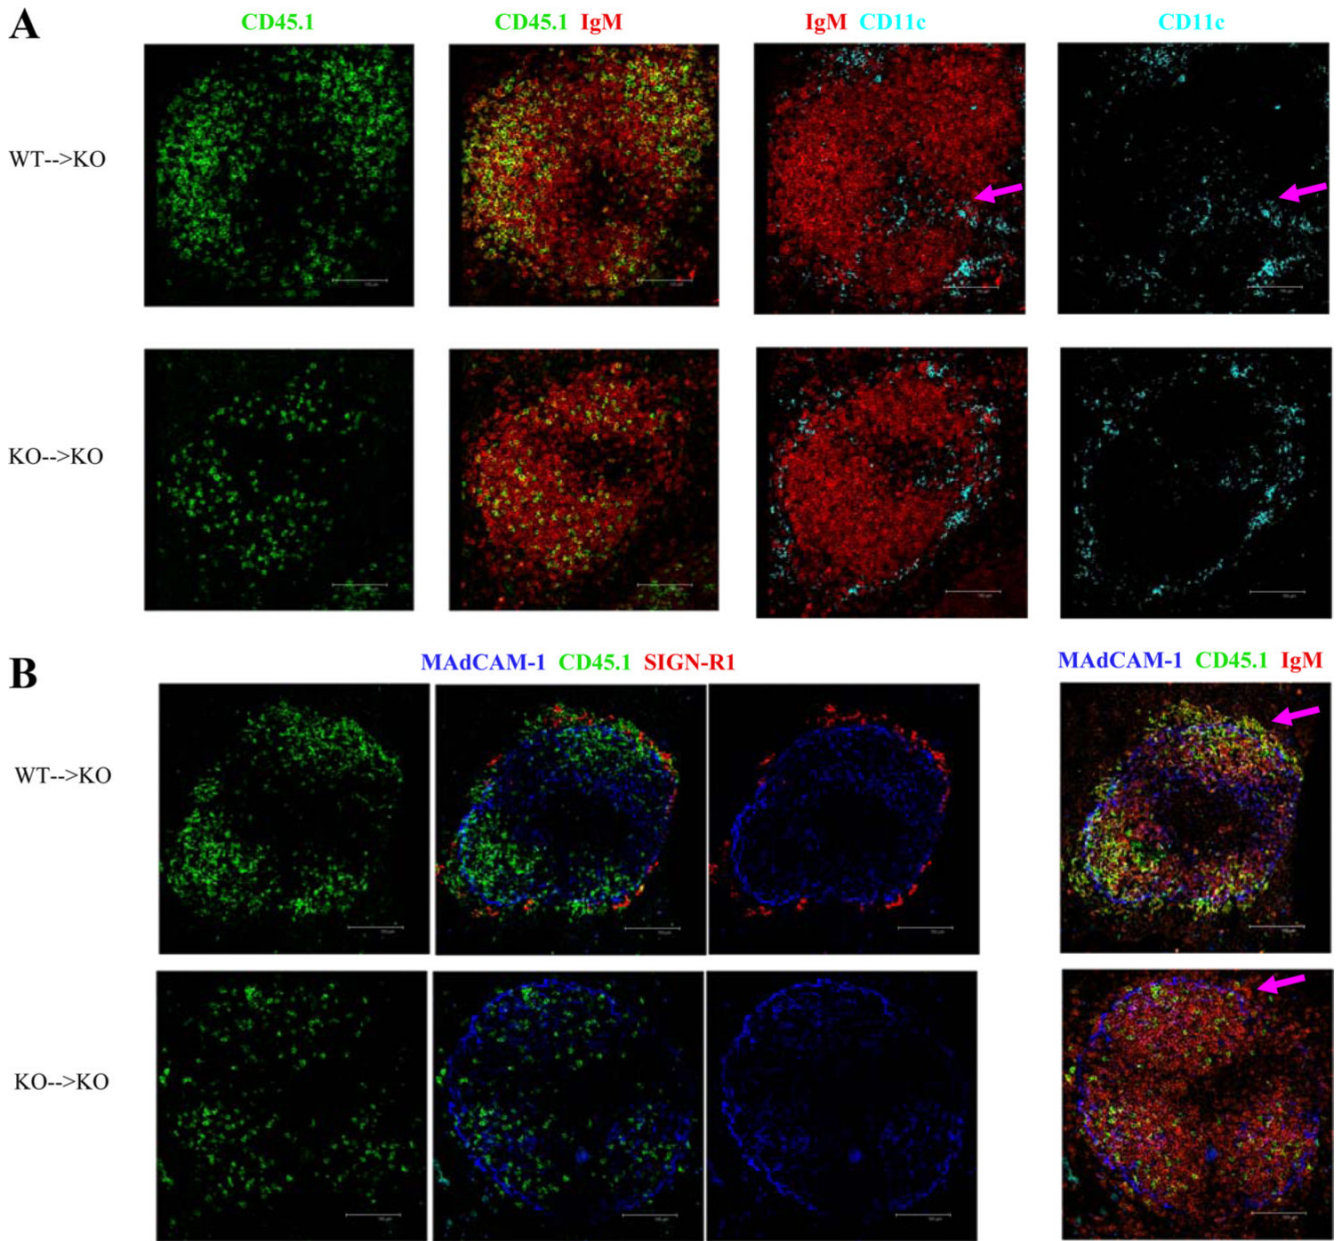 A
CD45.1
CD45.1 IgM
IgM CD11c
CD11c
WT-->KO
KO-->KO
B
MAdCAM-1 CD45.1 SIGN-R1
MAdCAM-1 CD45.1 IgM
WT-->KO
KO-->KO